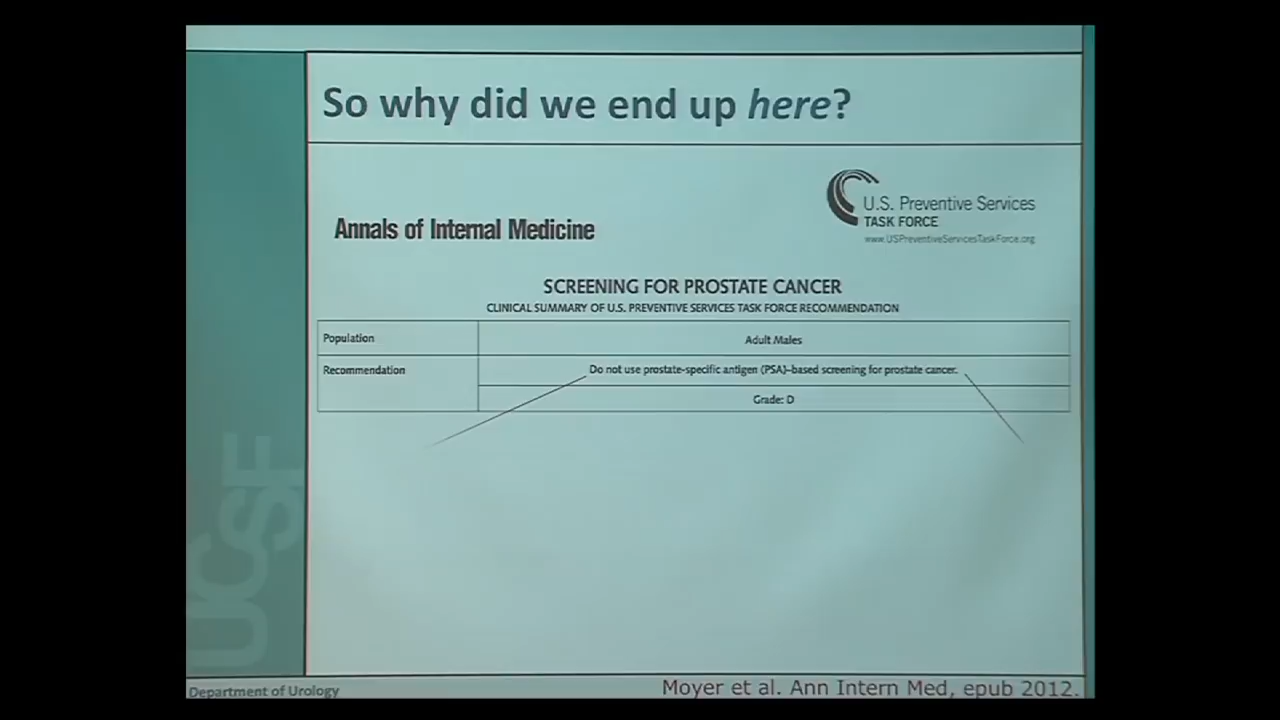 So why did we end up here?
U.S. Preventive Services
TASK FORCE
www.USPreventiveServicesTaskForce.org
Annals of Internal Medicine
SCREENING FOR PROSTATE CANCER
CLINICAL SUMMARY OF U.S. PREVENTIVE SERVICES TASK FORCE RECOMMENDATION
Population
Adult Males
Recommendation
Do not use prostate-specific antigen (PSA)–based screening for prostate cancer.
Grade: D
UCSF
Department of Urology
Moyer et al. Ann Intern Med, epub 2012.